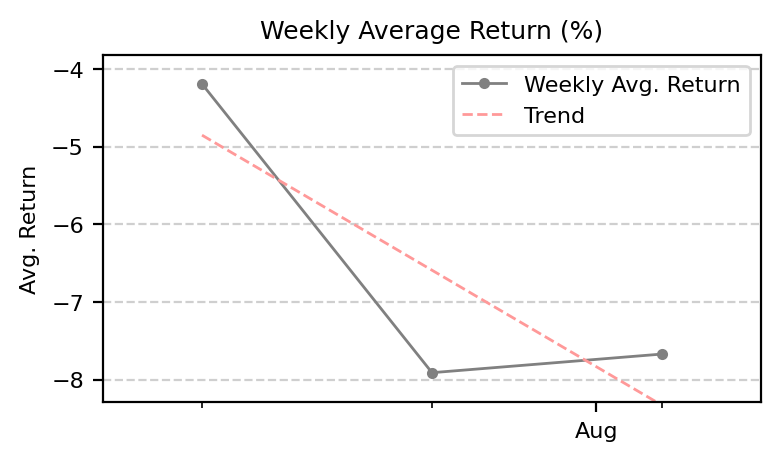 Weekly Average Return (%)
Avg. Return
−4
−5
−6
−7
−8
Weekly Avg. Return
Trend
Aug